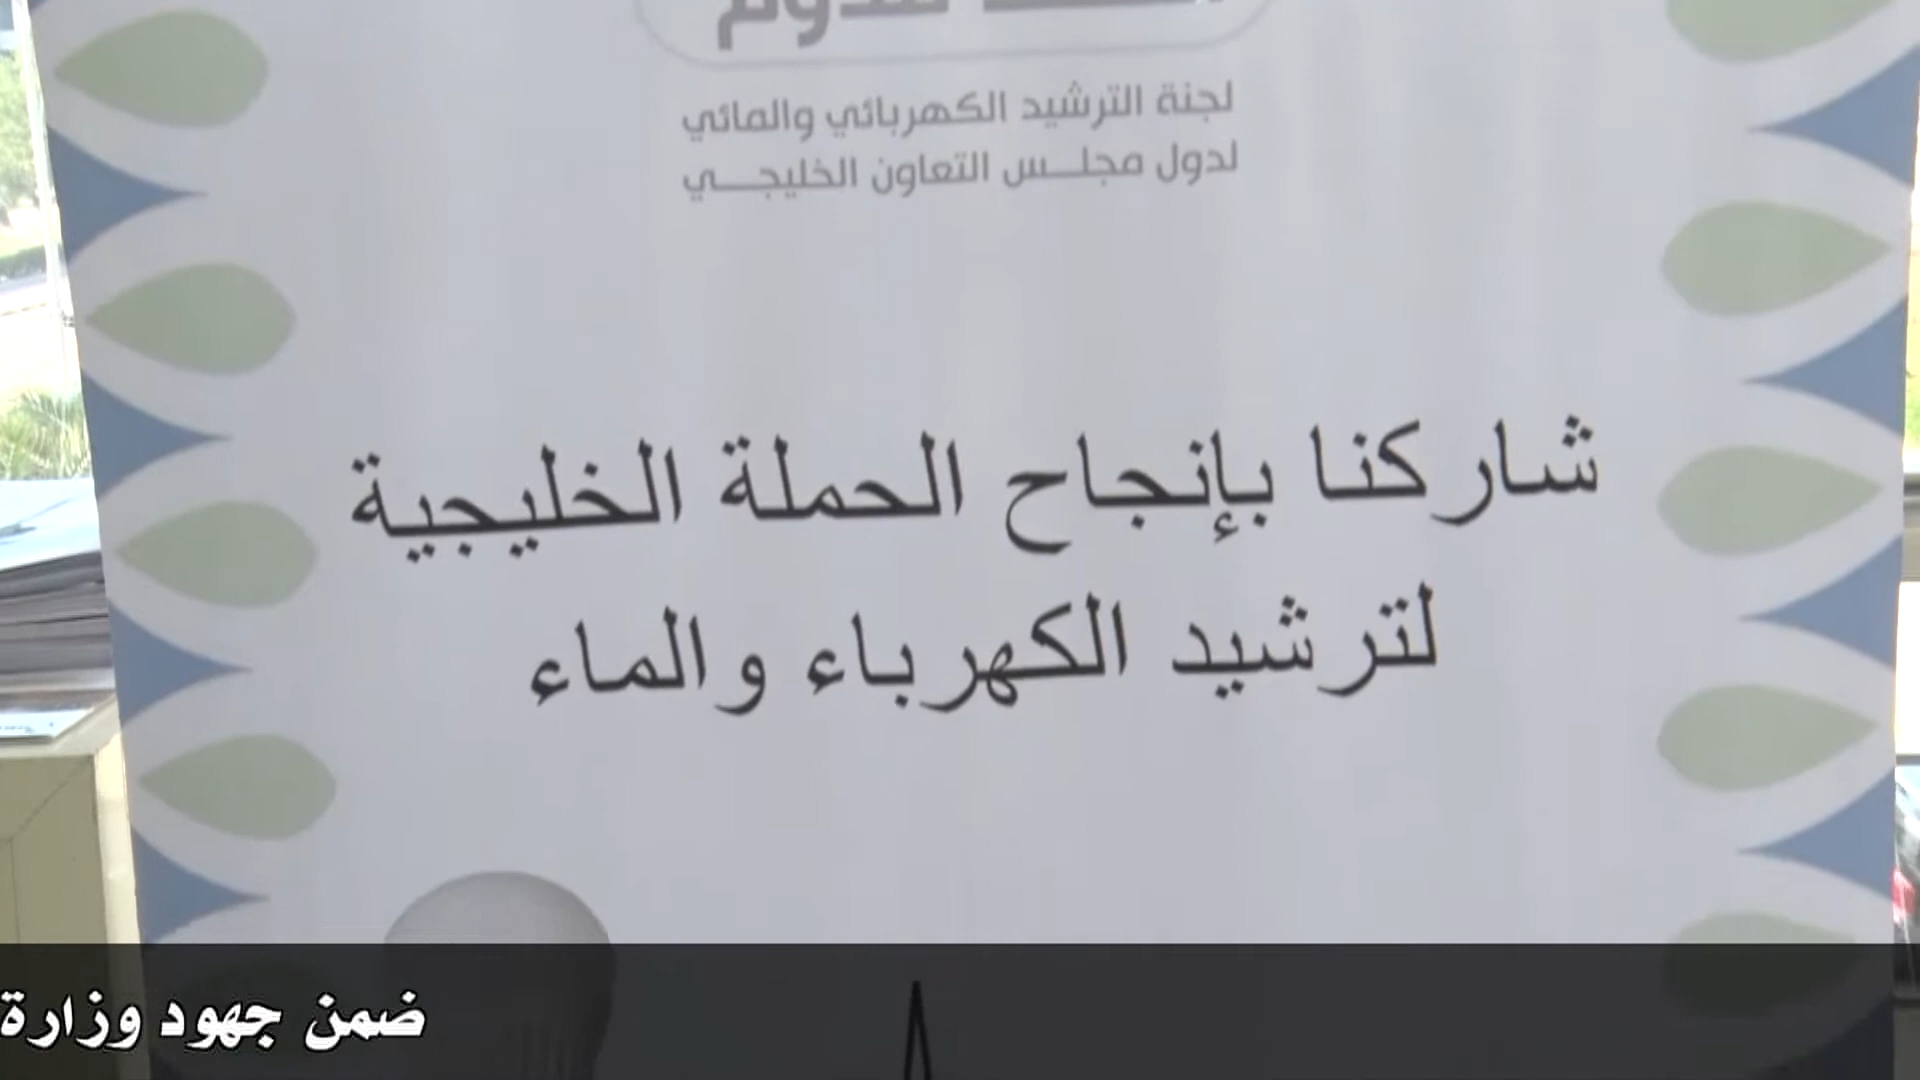 لجنة الترشيد الكهربائي والمائي
لدول مجلس التعاون الخليجي
شاركنا بإنجاح الحملة الخليجية
لترشيد الكهرباء والماء
ضمن جهود وزارة